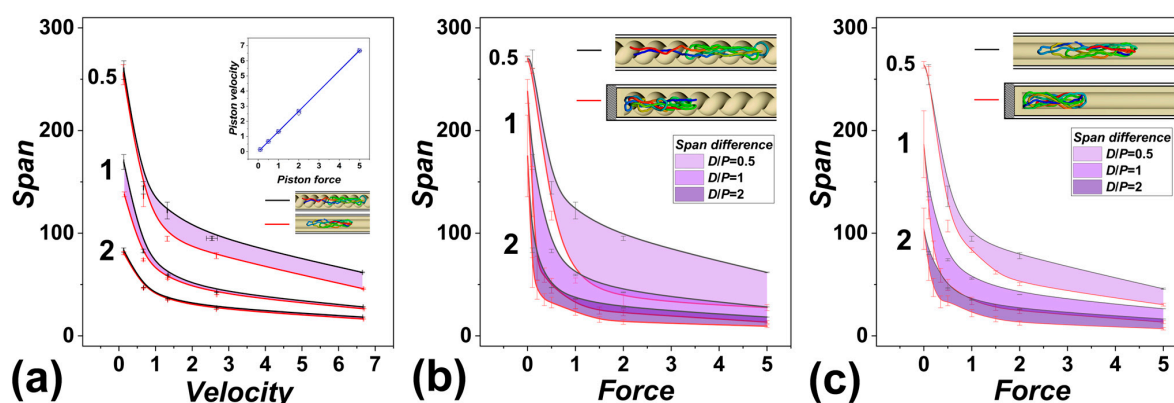 300
200
100
0
Span
0.5
1
2
7
6
5
4
3
2
1
0
Piston velocity
0 1 2 3 4 5
Piston force
0 1 2 3 4 5 6 7
Velocity
(a)
300
200
100
0
Span
0.5
1
2
Span difference
D/P=0.5
D/P=1
D/P=2
0 1 2 3 4 5
Force
(b)
300
200
100
0
Span
0.5
1
2
Span difference
D/P=0.5
D/P=1
D/P=2
0 1 2 3 4 5
Force
(c)